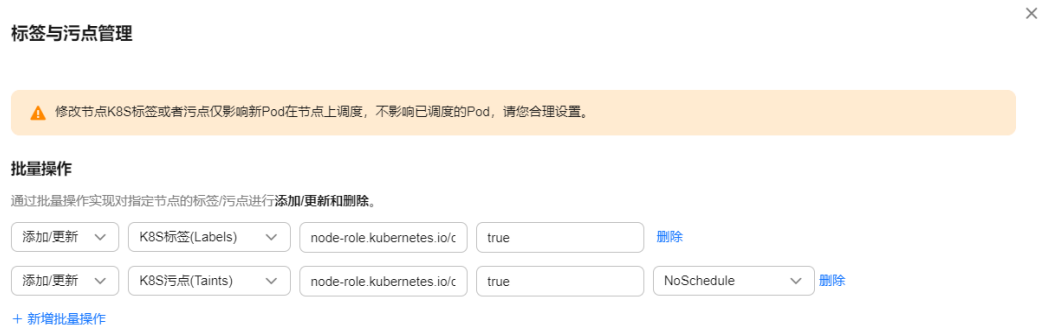 标签与污点管理
修改节点K8S标签或者污点仅影响新Pod在节点上调度，不影响已调度的Pod，请您合理设置。
批量操作
通过批量操作实现对指定节点的标签/污点进行添加/更新和删除。
添加/更新 K8S标签(Labels) node-role.kubernetes.io/c true 删除
添加/更新 K8S污点(Taints) node-role.kubernetes.io/c true NoSchedule 删除
+ 新增批量操作